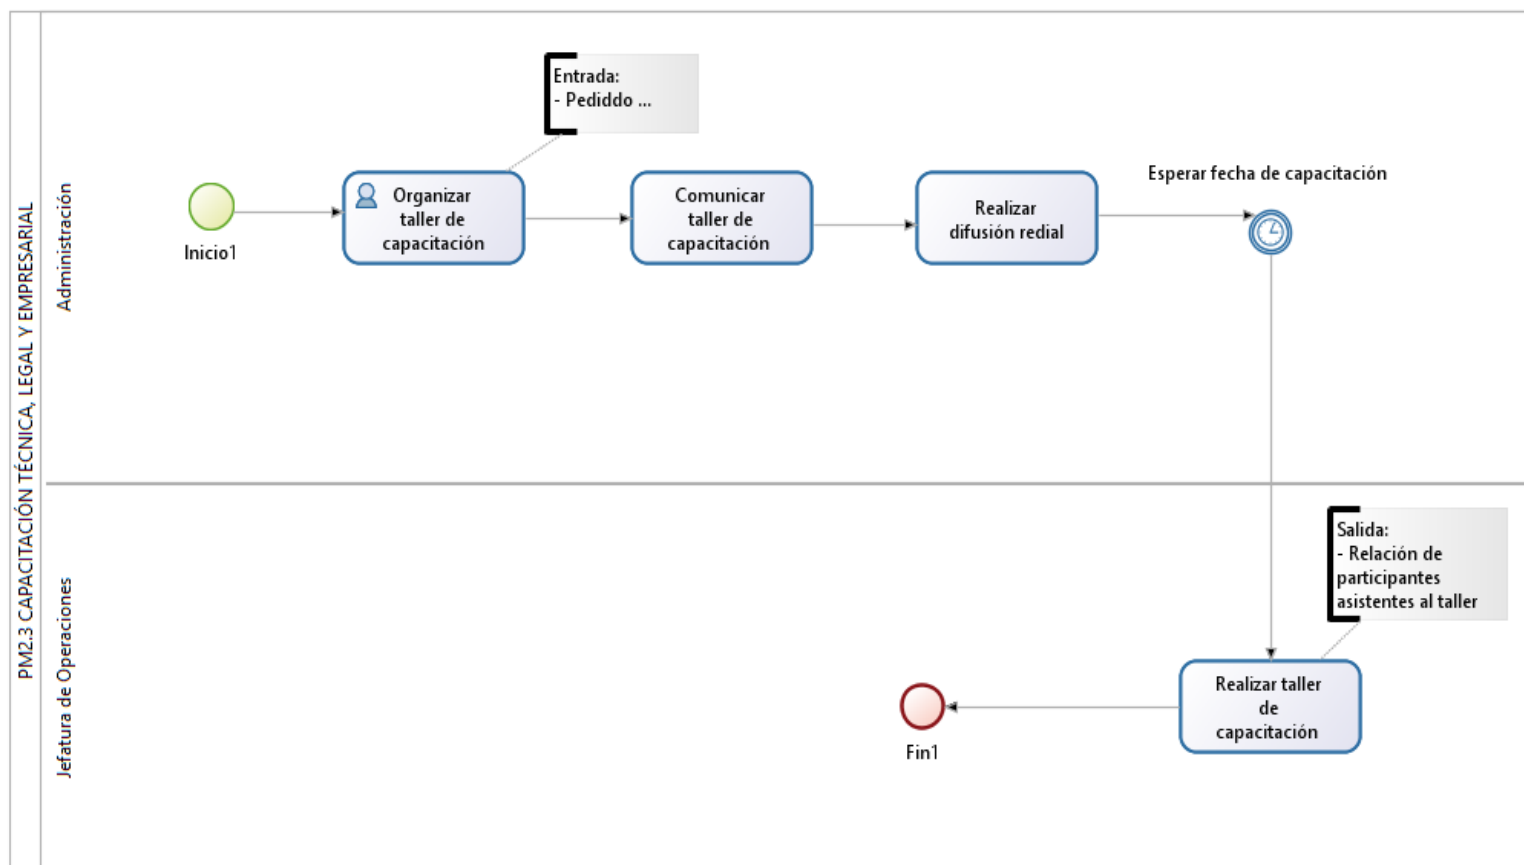 PM2.3 CAPACITACIÓN TÉCNICA, LEGAL Y EMPRESARIAL
Administración
Entrada:
- Pediddo ...
Inicio1
Organizar
taller de
capacitación
Comunicar
taller de
capacitación
Realizar
difusión redial
Esperar fecha de capacitación
Jefatura de Operaciones
Salida:
- Relación de
participantes
asistentes al taller
Realizar taller
de
capacitación
Fin1